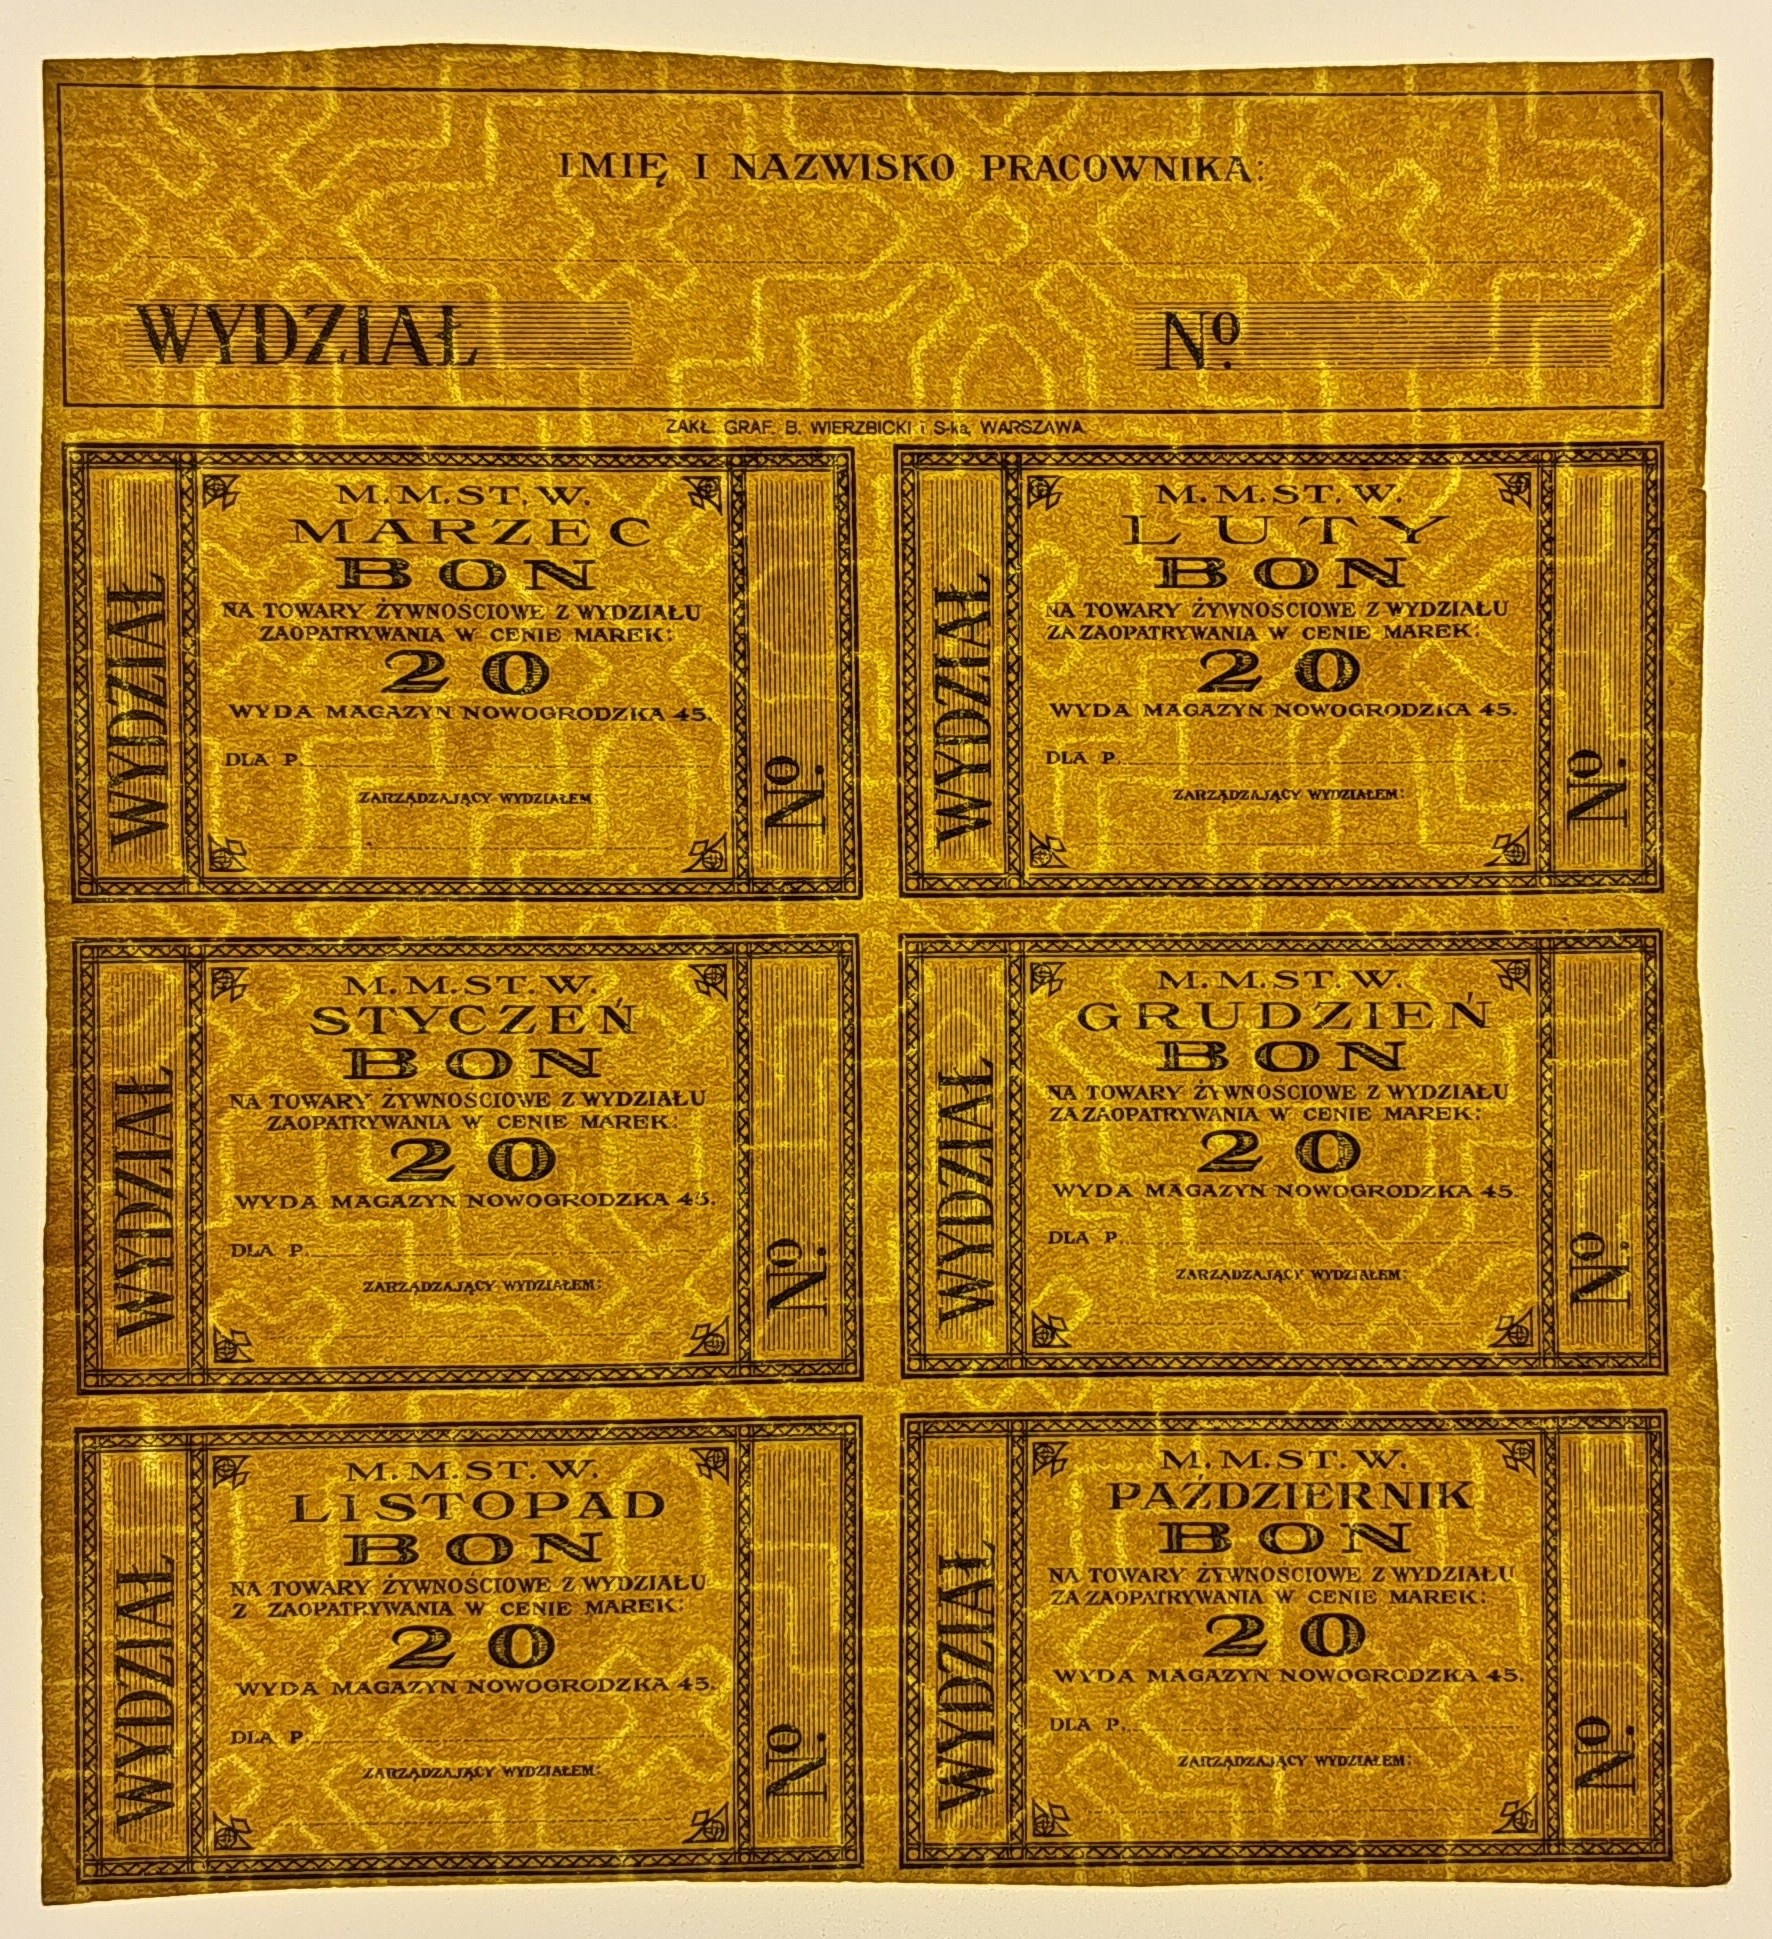 IMIĘ I NAZWISKO PRACOWNIKA:
WYDZIAŁ
Nº.
ZAKŁ. GRAF. B. WIERZBICKI i S-ka, WARSZAWA.
WYDZIAŁ
M.M.ST.W.
MARZEC
BON
NA TOWARY ŻYWNOSCIOWE Z WYDZIAŁU
ZAOPATRYWANIA W CENIE MAREK:
20
WYDA MAGAZYN NOWOGRODZKA 45.
DLA P.
ZARZĄDZAJĄCY WYDZIAŁEM
Nº.
WYDZIAŁ
M.M.ST.W.
LUTY
BON
NA TOWARY ŻYWNOSCIOWE Z WYDZIAŁU
ZA ZAOPATRYWANIA W CENIE MAREK:
20
WYDA MAGAZYN NOWOGRODZKA 45.
DLA P.
ZARZĄDZAJĄCY WYDZIAŁEM:
Nº.
WYDZIAŁ
M.M.ST.W.
STYCZEŃ
BON
NA TOWARY ŻYWNOSCIOWE Z WYDZIAŁU
ZAOPATRYWANIA W CENIE MAREK:
20
WYDA MAGAZYN NOWOGRODZKA 45.
DLA P.
ZARZĄDZAJĄCY WYDZIAŁEM:
Nº.
WYDZIAŁ
M.M.ST.W.
GRUDZIEŃ
BON
NA TOWARY ŻYWNOSCIOWE Z WYDZIAŁU
ZA ZAOPATRYWANIA W CENIE MAREK:
20
WYDA MAGAZYN NOWOGRODZKA 45.
DLA P.
ZARZĄDZAJĄCY WYDZIAŁEM:
Nº.
WYDZIAŁ
M.M.ST.W.
LISTOPAD
BON
NA TOWARY ŻYWNOSCIOWE Z WYDZIAŁU
Z ZAOPATRYWANIA W CENIE MAREK:
20
WYDA MAGAZYN NOWOGRODZKA 45.
DLA P.
ZARZĄDZAJĄCY WYDZIAŁEM:
Nº.
WYDZIAŁ
M.M.ST.W.
PAŹDZIERNIK
BON
NA TOWARY ŻYWNOSCIOWE Z WYDZIAŁU
ZA ZAOPATRYWANIA W CENIE MAREK:
20
WYDA MAGAZYN NOWOGRODZKA 45.
DLA P.
ZARZĄDZAJĄCY WYDZIAŁEM:
Nº.